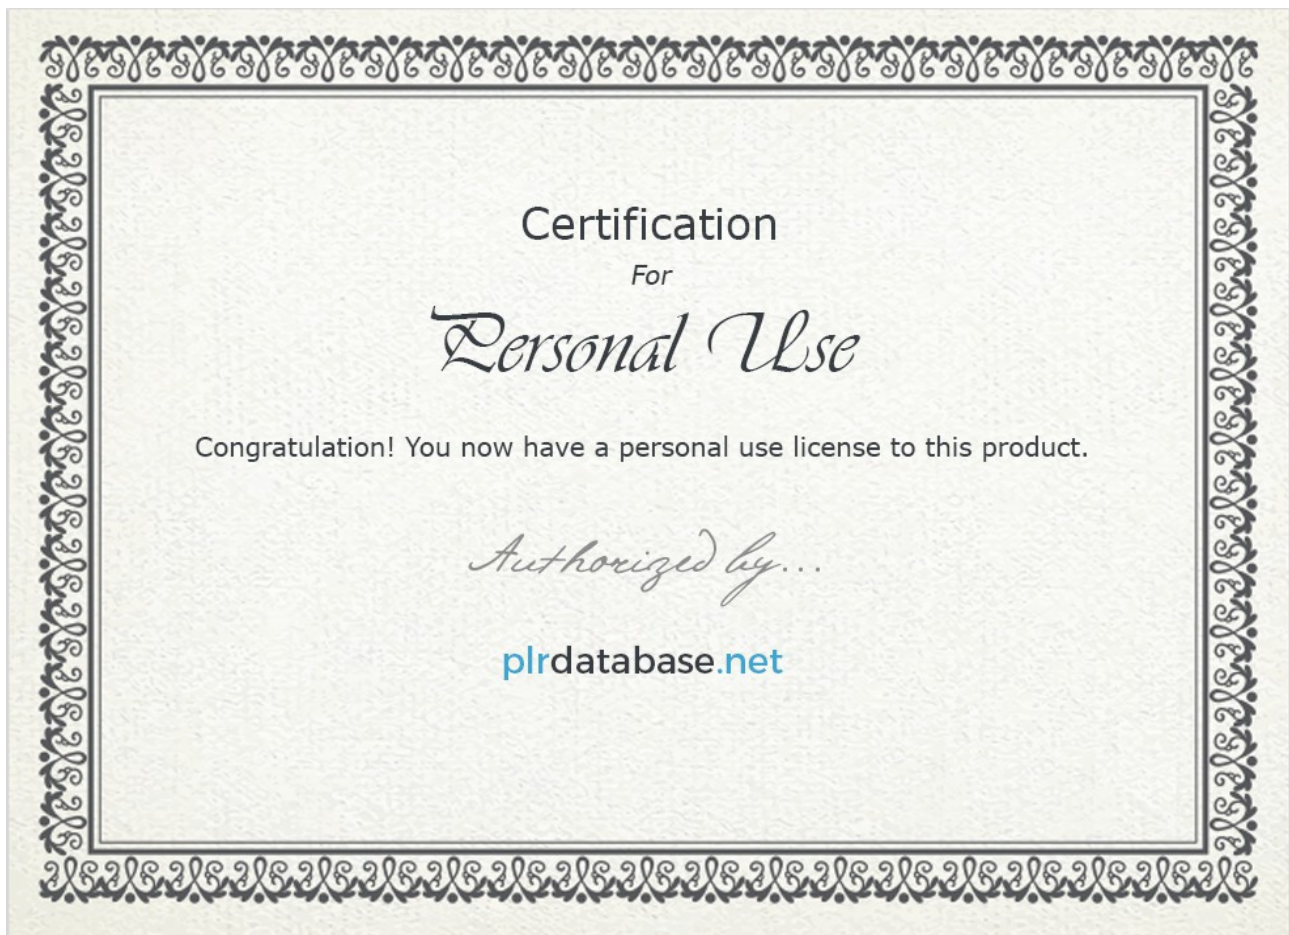 Certification
For
Personal Use
Congratulation! You now have a personal use license to this product.
Authorized by...
plrdatabase.net